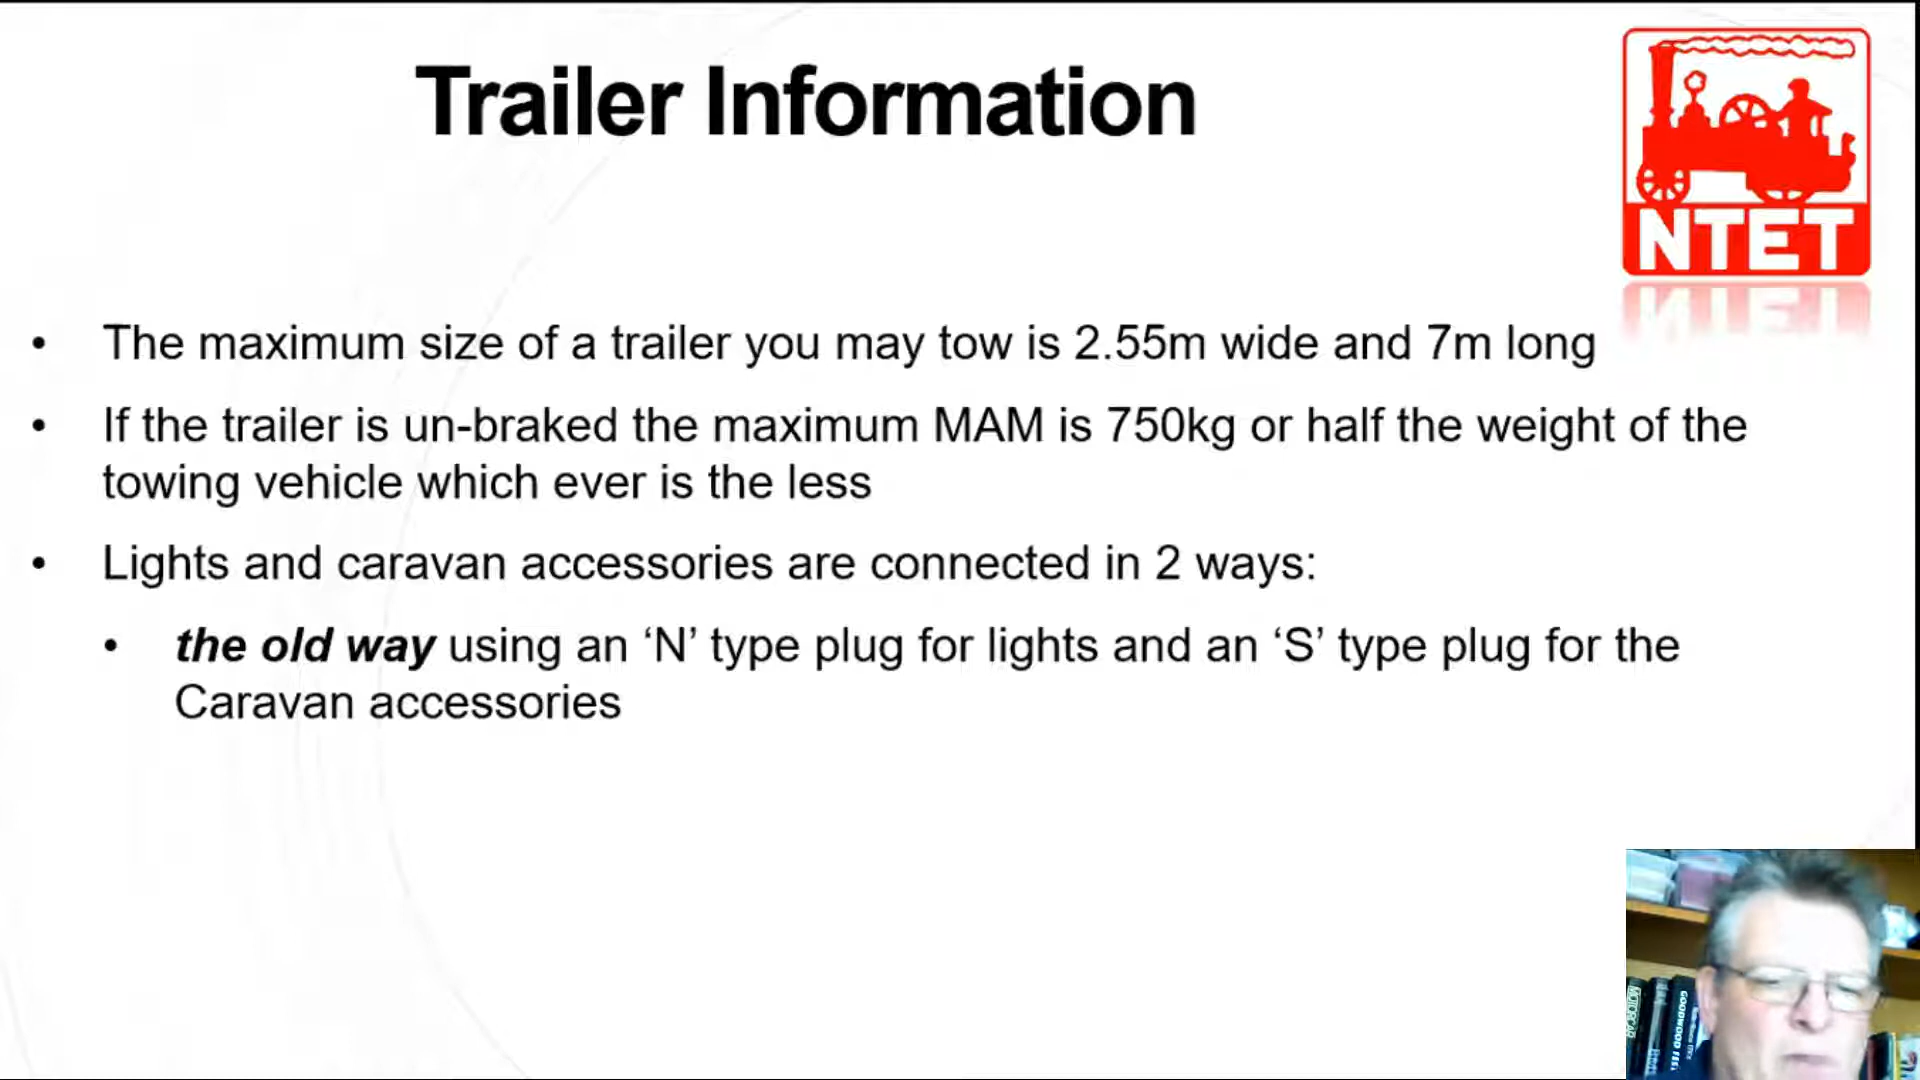 Trailer Information
NTET
• The maximum size of a trailer you may tow is 2.55m wide and 7m long
• If the trailer is un-braked the maximum MAM is 750kg or half the weight of the
towing vehicle which ever is the less
• Lights and caravan accessories are connected in 2 ways:
• the old way using an ‘N’ type plug for lights and an ‘S’ type plug for the
Caravan accessories
MOTORCAR
GOODWOOD